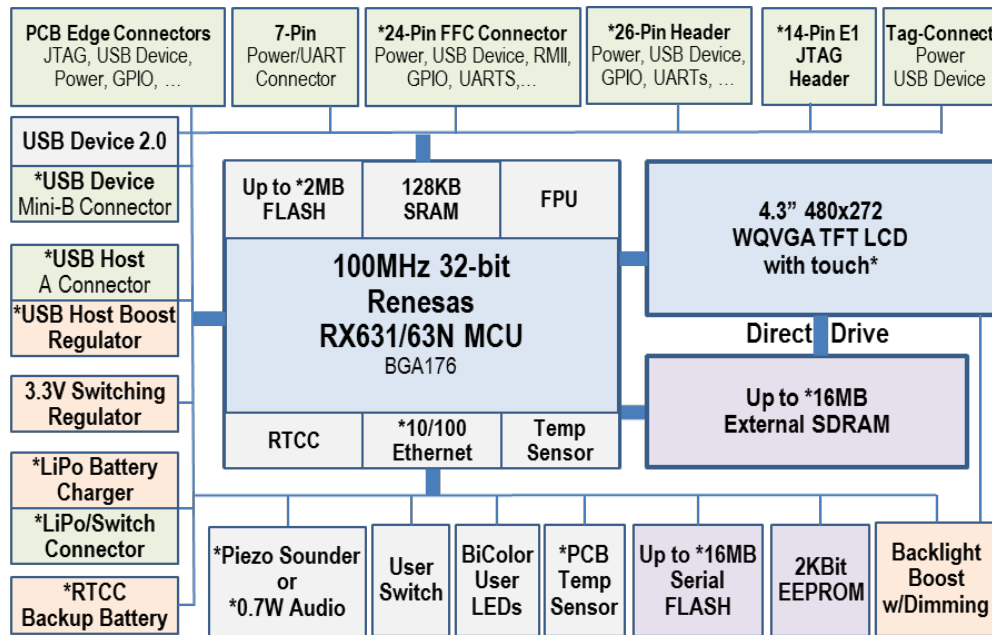 PCB Edge Connectors
JTAG, USB Device,
Power, GPIO, …
7-Pin
Power/UART
Connector
*24-Pin FFC Connector
Power, USB Device, RMII,
GPIO, UARTS,…
*26-Pin Header
Power, USB Device,
GPIO, UARTs, …
*14-Pin E1
JTAG
Header
Tag-Connect
Power
USB Device
USB Device 2.0
*USB Device
Mini-B Connector
*USB Host
A Connector
*USB Host Boost
Regulator
3.3V Switching
Regulator
*LiPo Battery
Charger
*LiPo/Switch
Connector
*RTCC
Backup Battery
Up to *2MB
FLASH
128KB
SRAM
FPU
100MHz 32-bit
Renesas
RX631/63N MCU
BGA176
RTCC
*10/100
Ethernet
Temp
Sensor
4.3” 480x272
WQVGA TFT LCD
with touch*
Direct Drive
Up to *16MB
External SDRAM
*Piezo Sounder
or
*0.7W Audio
User
Switch
BiColor
User
LEDs
*PCB
Temp
Sensor
Up to *16MB
Serial
FLASH
2KBit
EEPROM
Backlight
Boost
w/Dimming